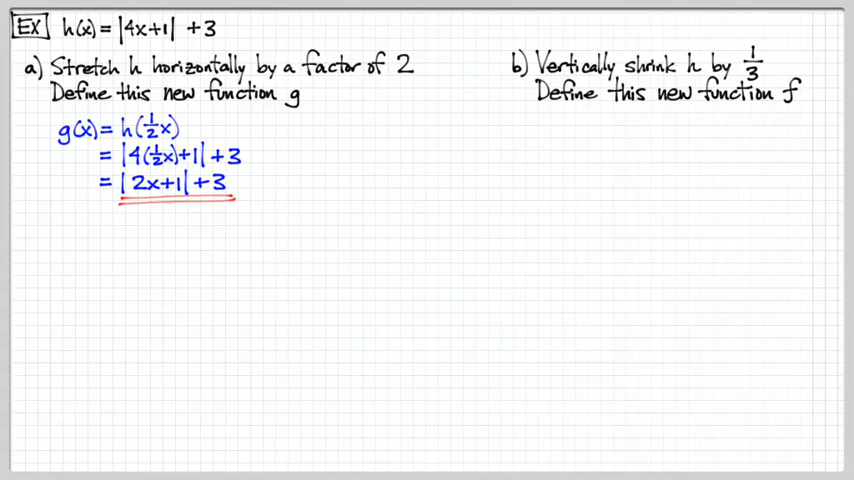 EX h(x) = |4x+1| + 3
a) Stretch h horizontally by a factor of 2
Define this new function g
g(x) = h(½x)
= |4(½x)+1| + 3
= |2x+1| + 3
b) Vertically shrink h by ⅓
Define this new function f